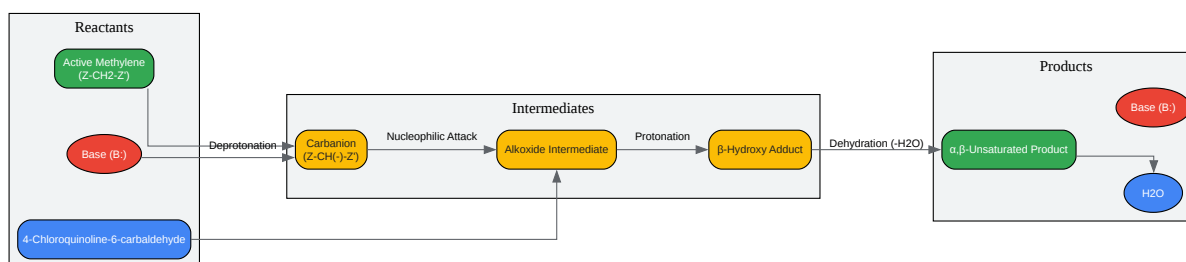 Reactants
Active Methylene
(Z-CH2-Z')
Base (B:)
4-Chloroquinoline-6-carbaldehyde
Deprotonation
Intermediates
Carbanion
(Z-CH(-)-Z')
Nucleophilic Attack
Alkoxide Intermediate
Protonation
β-Hydroxy Adduct
Dehydration (-H2O)
Products
Base (B:)
α,β-Unsaturated Product
H2O